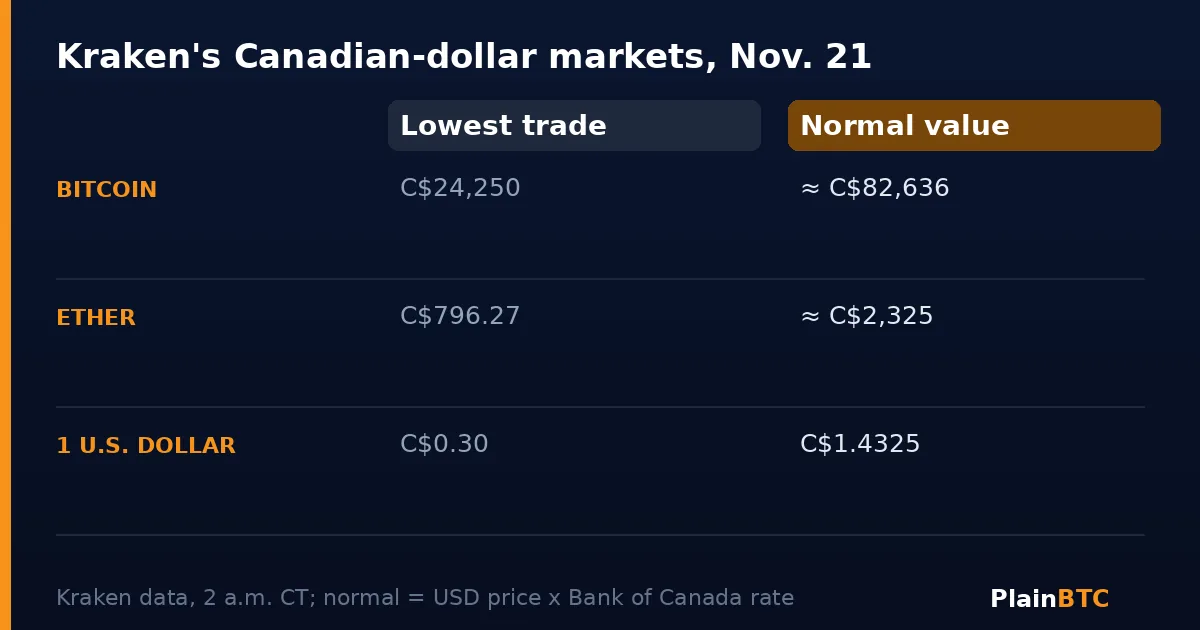 Kraken's Canadian-dollar markets, Nov. 21
Lowest trade Normal value
BITCOIN C$24,250 ≈ C$82,636
ETHER C$796.27 ≈ C$2,325
1 U.S. DOLLAR C$0.30 C$1.4325
Kraken data, 2 a.m. CT; normal = USD price x Bank of Canada rate
PlainBTC